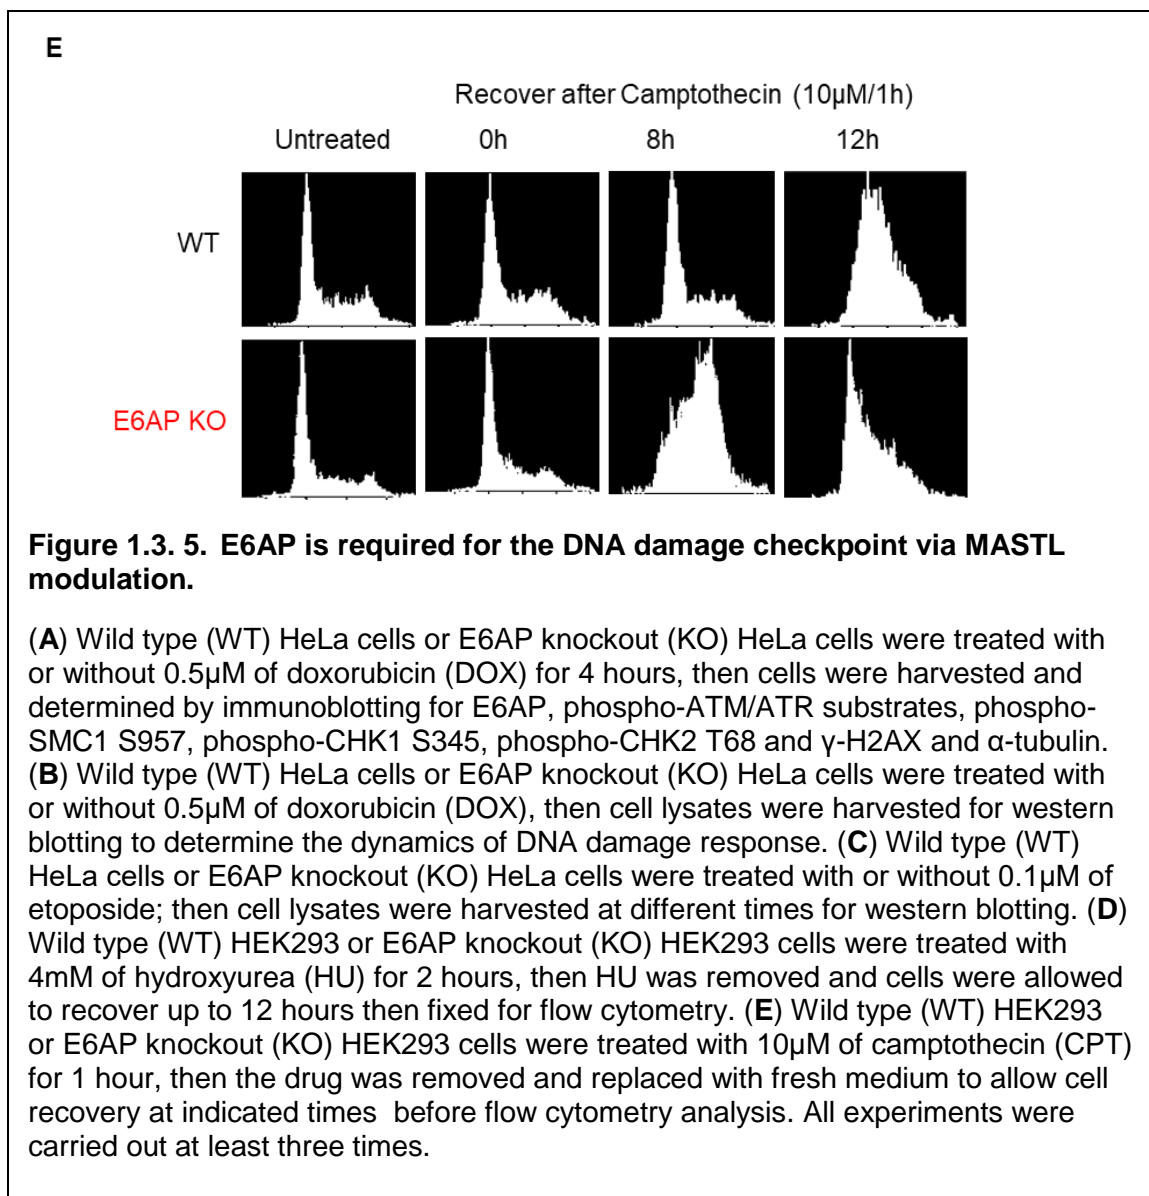 E
Recover after Camptothecin (10µM/1h)
Untreated 0h 8h 12h
WT
E6AP KO
Figure 1.3. 5. E6AP is required for the DNA damage checkpoint via MASTL
modulation.
(A) Wild type (WT) HeLa cells or E6AP knockout (KO) HeLa cells were treated with
or without 0.5µM of doxorubicin (DOX) for 4 hours, then cells were harvested and
determined by immunoblotting for E6AP, phospho-ATM/ATR substrates, phospho-
SMC1 S957, phospho-CHK1 S345, phospho-CHK2 T68 and γ-H2AX and α-tubulin.
(B) Wild type (WT) HeLa cells or E6AP knockout (KO) HeLa cells were treated with
or without 0.5µM of doxorubicin (DOX), then cell lysates were harvested for western
blotting to determine the dynamics of DNA damage response. (C) Wild type (WT)
HeLa cells or E6AP knockout (KO) HeLa cells were treated with or without 0.1µM of
etoposide; then cell lysates were harvested at different times for western blotting. (D)
Wild type (WT) HEK293 or E6AP knockout (KO) HEK293 cells were treated with
4mM of hydroxyurea (HU) for 2 hours, then HU was removed and cells were allowed
to recover up to 12 hours then fixed for flow cytometry. (E) Wild type (WT) HEK293
or E6AP knockout (KO) HEK293 cells were treated with 10µM of camptothecin (CPT)
for 1 hour, then the drug was removed and replaced with fresh medium to allow cell
recovery at indicated times before flow cytometry analysis. All experiments were
carried out at least three times.